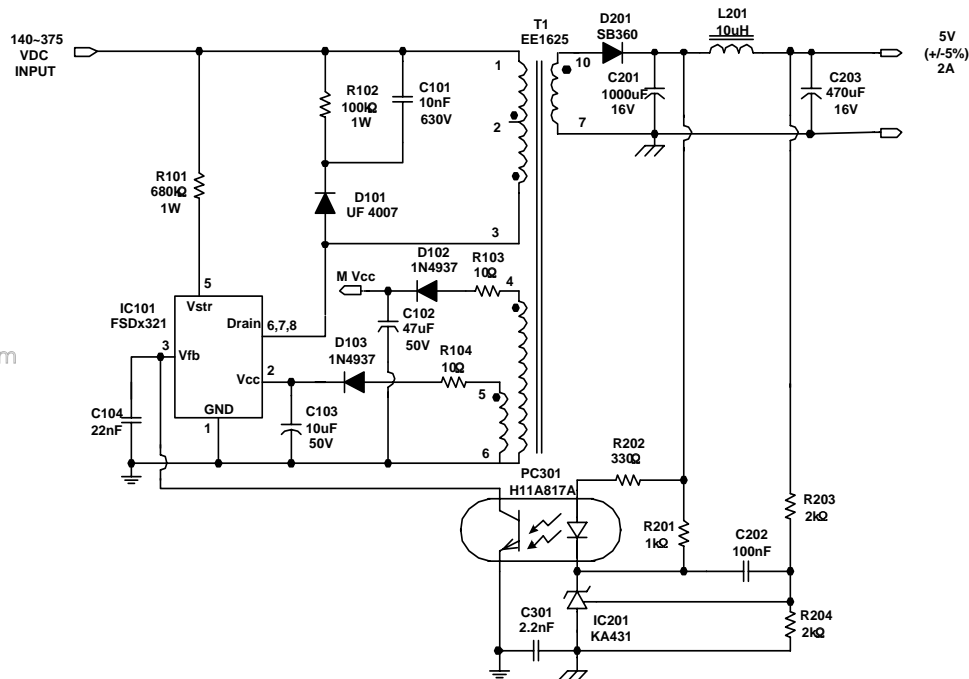 140~375
VDC
INPUT
T1
EE1625
D201
SB360
L201
10uH
5V
(+/-5%)
2A
R102
100kΩ
1W
C101
10nF
630V
1
2
3
10
7
C201
1000uF
16V
C203
470uF
16V
R101
680kΩ
1W
D101
UF 4007
D102
1N4937
R103
10Ω
4
M Vcc
C102
47uF
50V
IC101
FSDx321
5
Vstr
Drain
6,7,8
3
Vfb
Vcc
2
GND
1
D103
1N4937
R104
10Ω
5
6
C104
22nF
C103
10uF
50V
m
PC301
H11A817A
R202
330Ω
R201
1kΩ
C202
100nF
R203
2kΩ
C301
2.2nF
IC201
KA431
R204
2kΩ